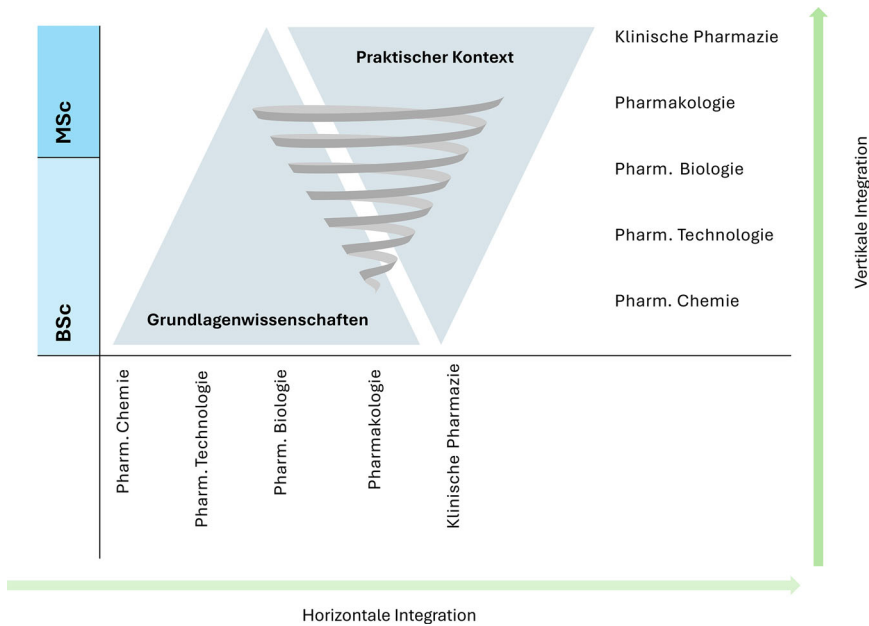 Praktischer Kontext
Klinische Pharmazie
Pharmakologie
Pharm. Biologie
Pharm. Technologie
Pharm. Chemie
MSc
BSc
Grundlagenwissenschaften
Vertikale Integration
Pharm. Chemie
Pharm. Technologie
Pharm. Biologie
Pharmakologie
Klinische Pharmazie
Horizontale Integration